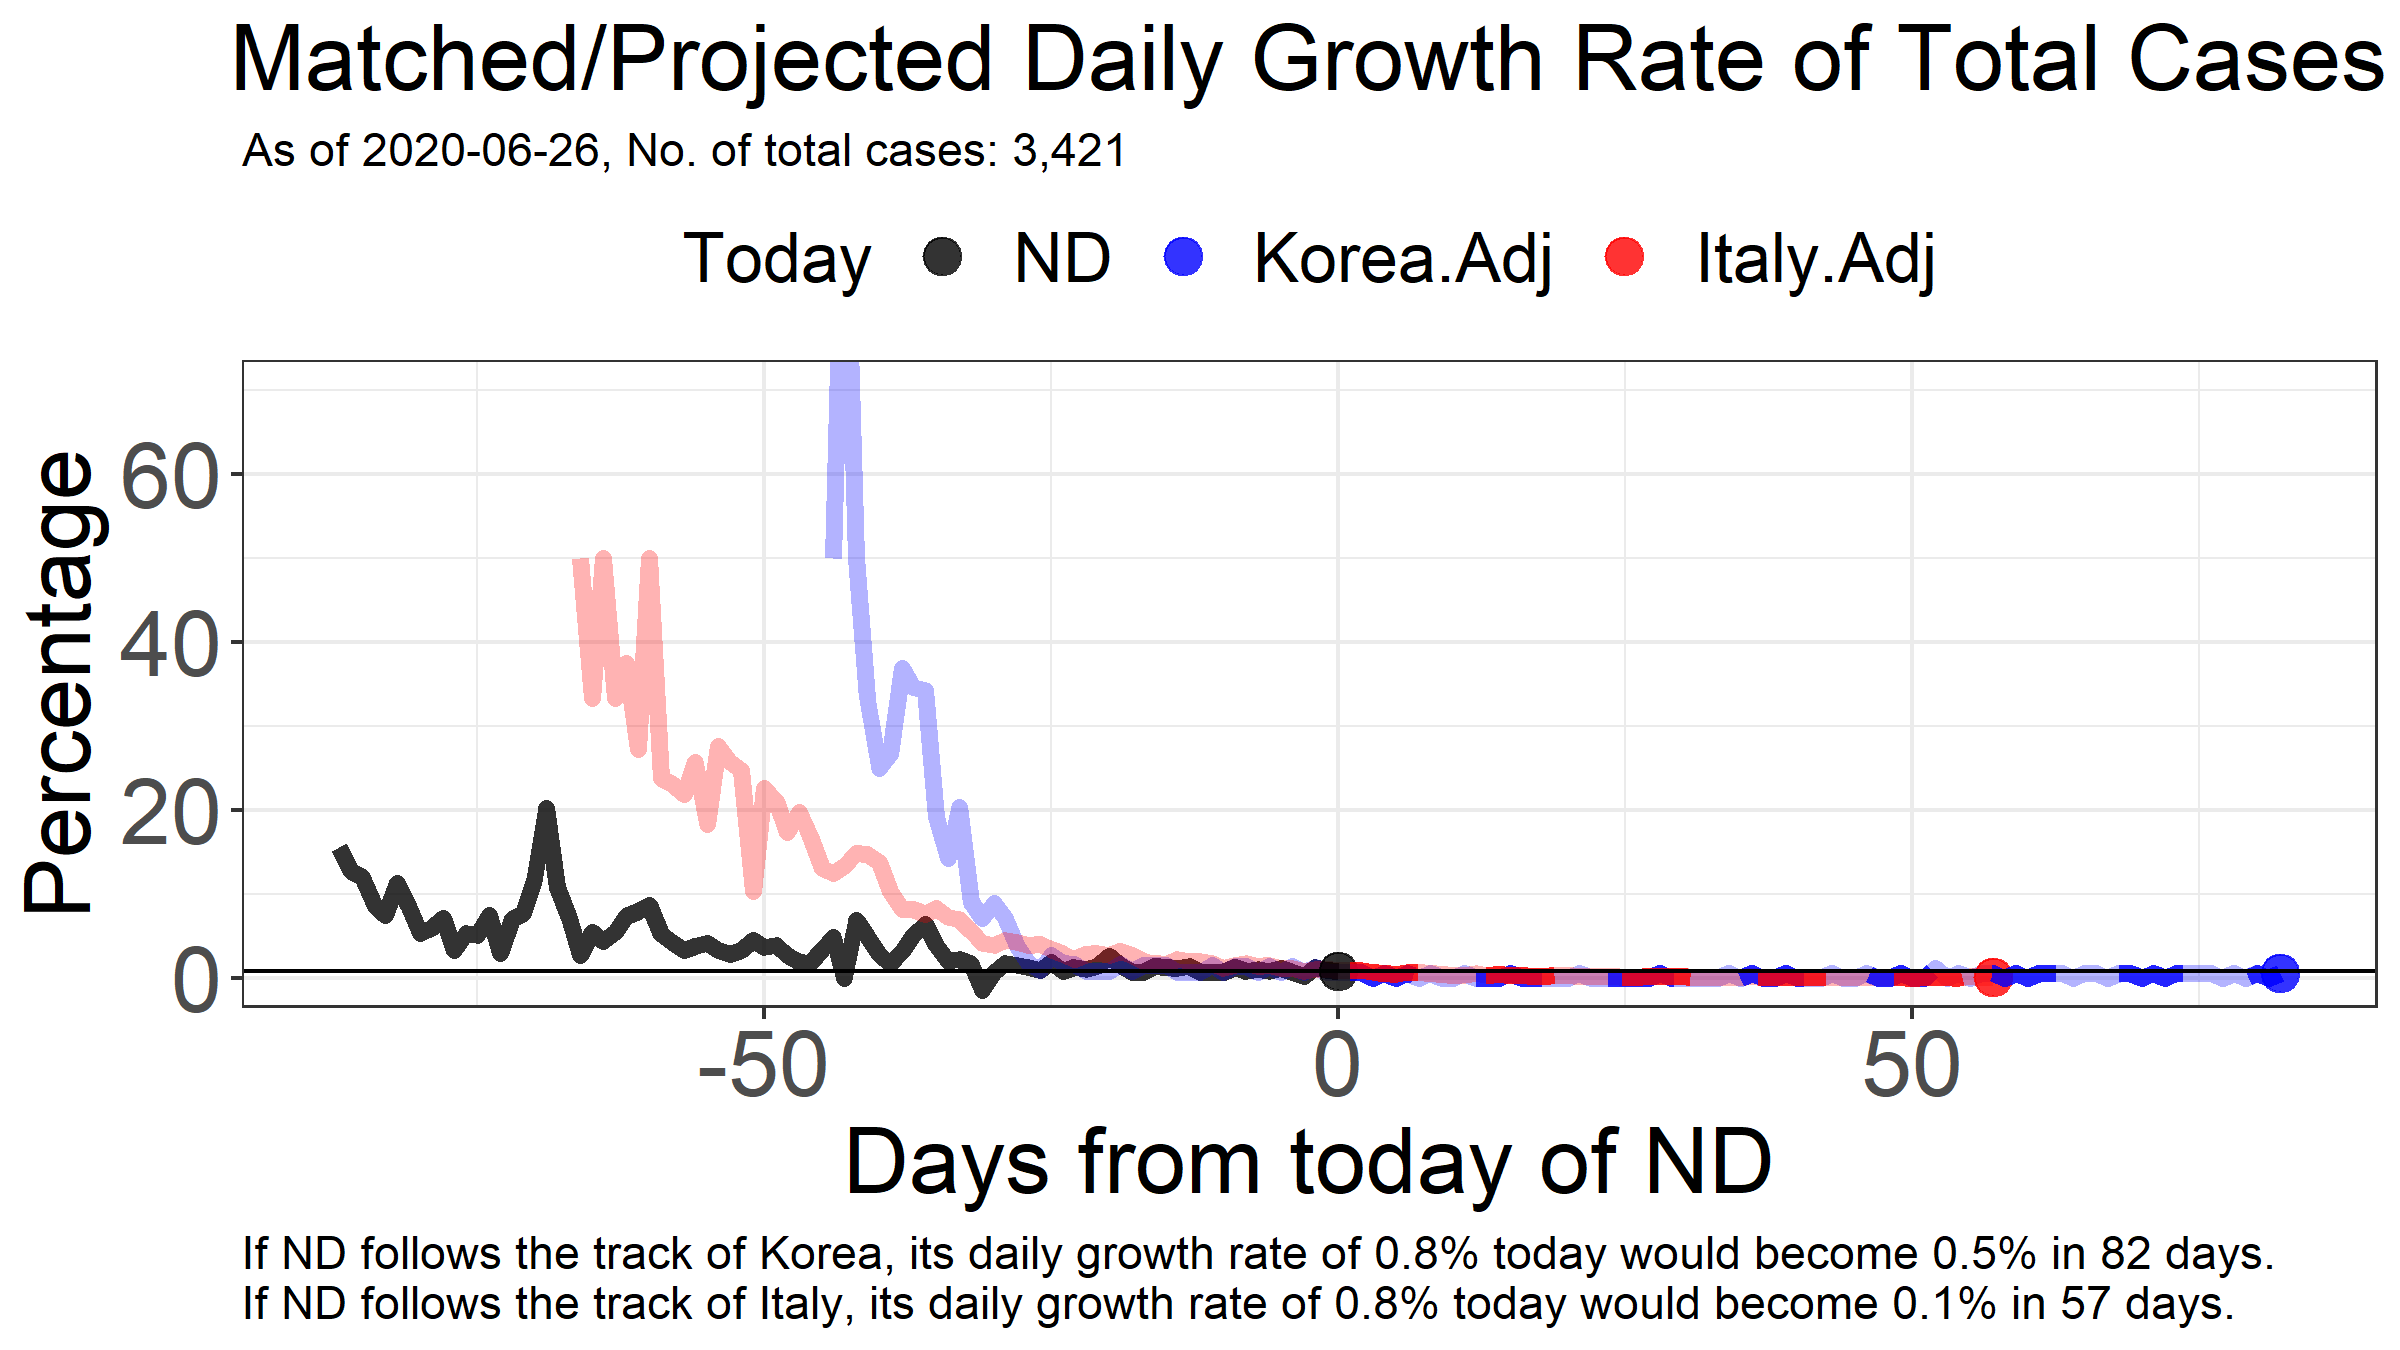 Matched/Projected Daily Growth Rate of Total Cases
As of 2020-06-26, No. of total cases: 3,421
Today ND Korea.Adj Italy.Adj
Percentage
60
40
20
0
-50 0 50
Days from today of ND
If ND follows the track of Korea, its daily growth rate of 0.8% today would become 0.5% in 82 days.
If ND follows the track of Italy, its daily growth rate of 0.8% today would become 0.1% in 57 days.